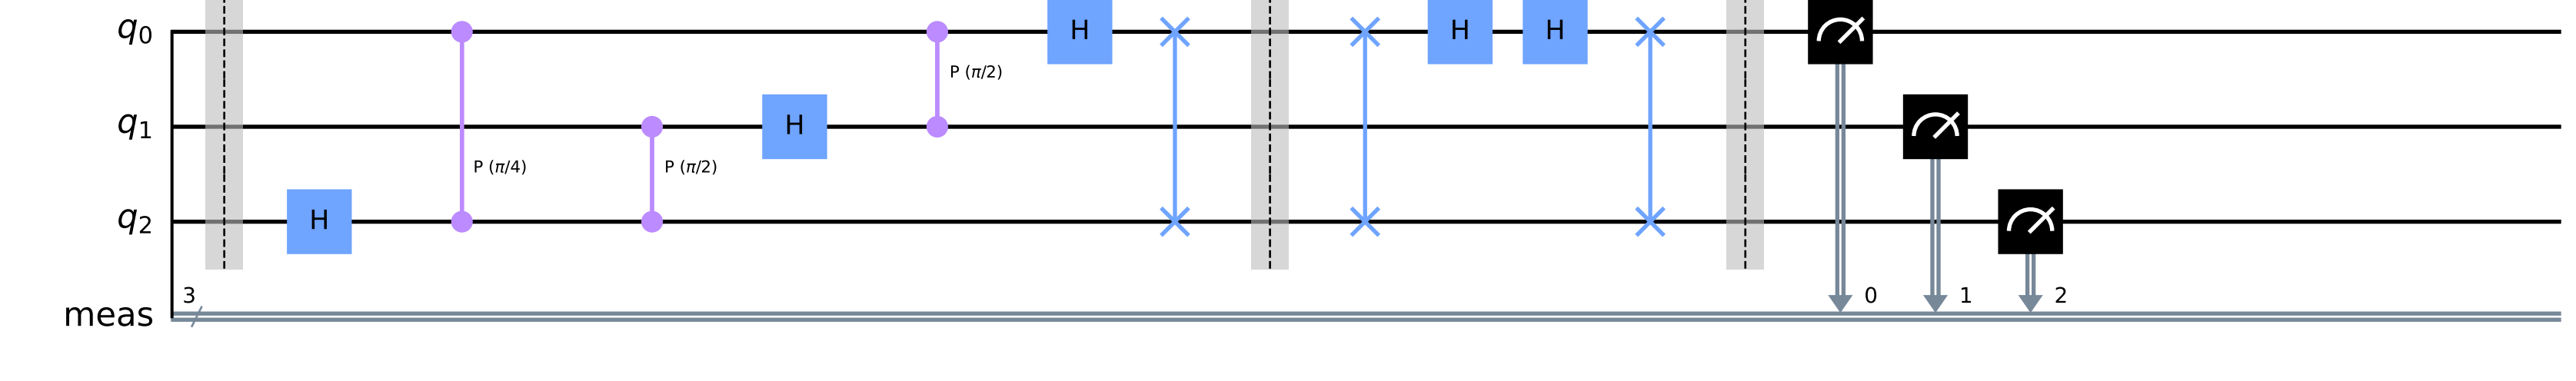 q0 H H H
P (π/2)
q1 H
P (π/4) P (π/2)
q2 H
3 0 1 2
meas